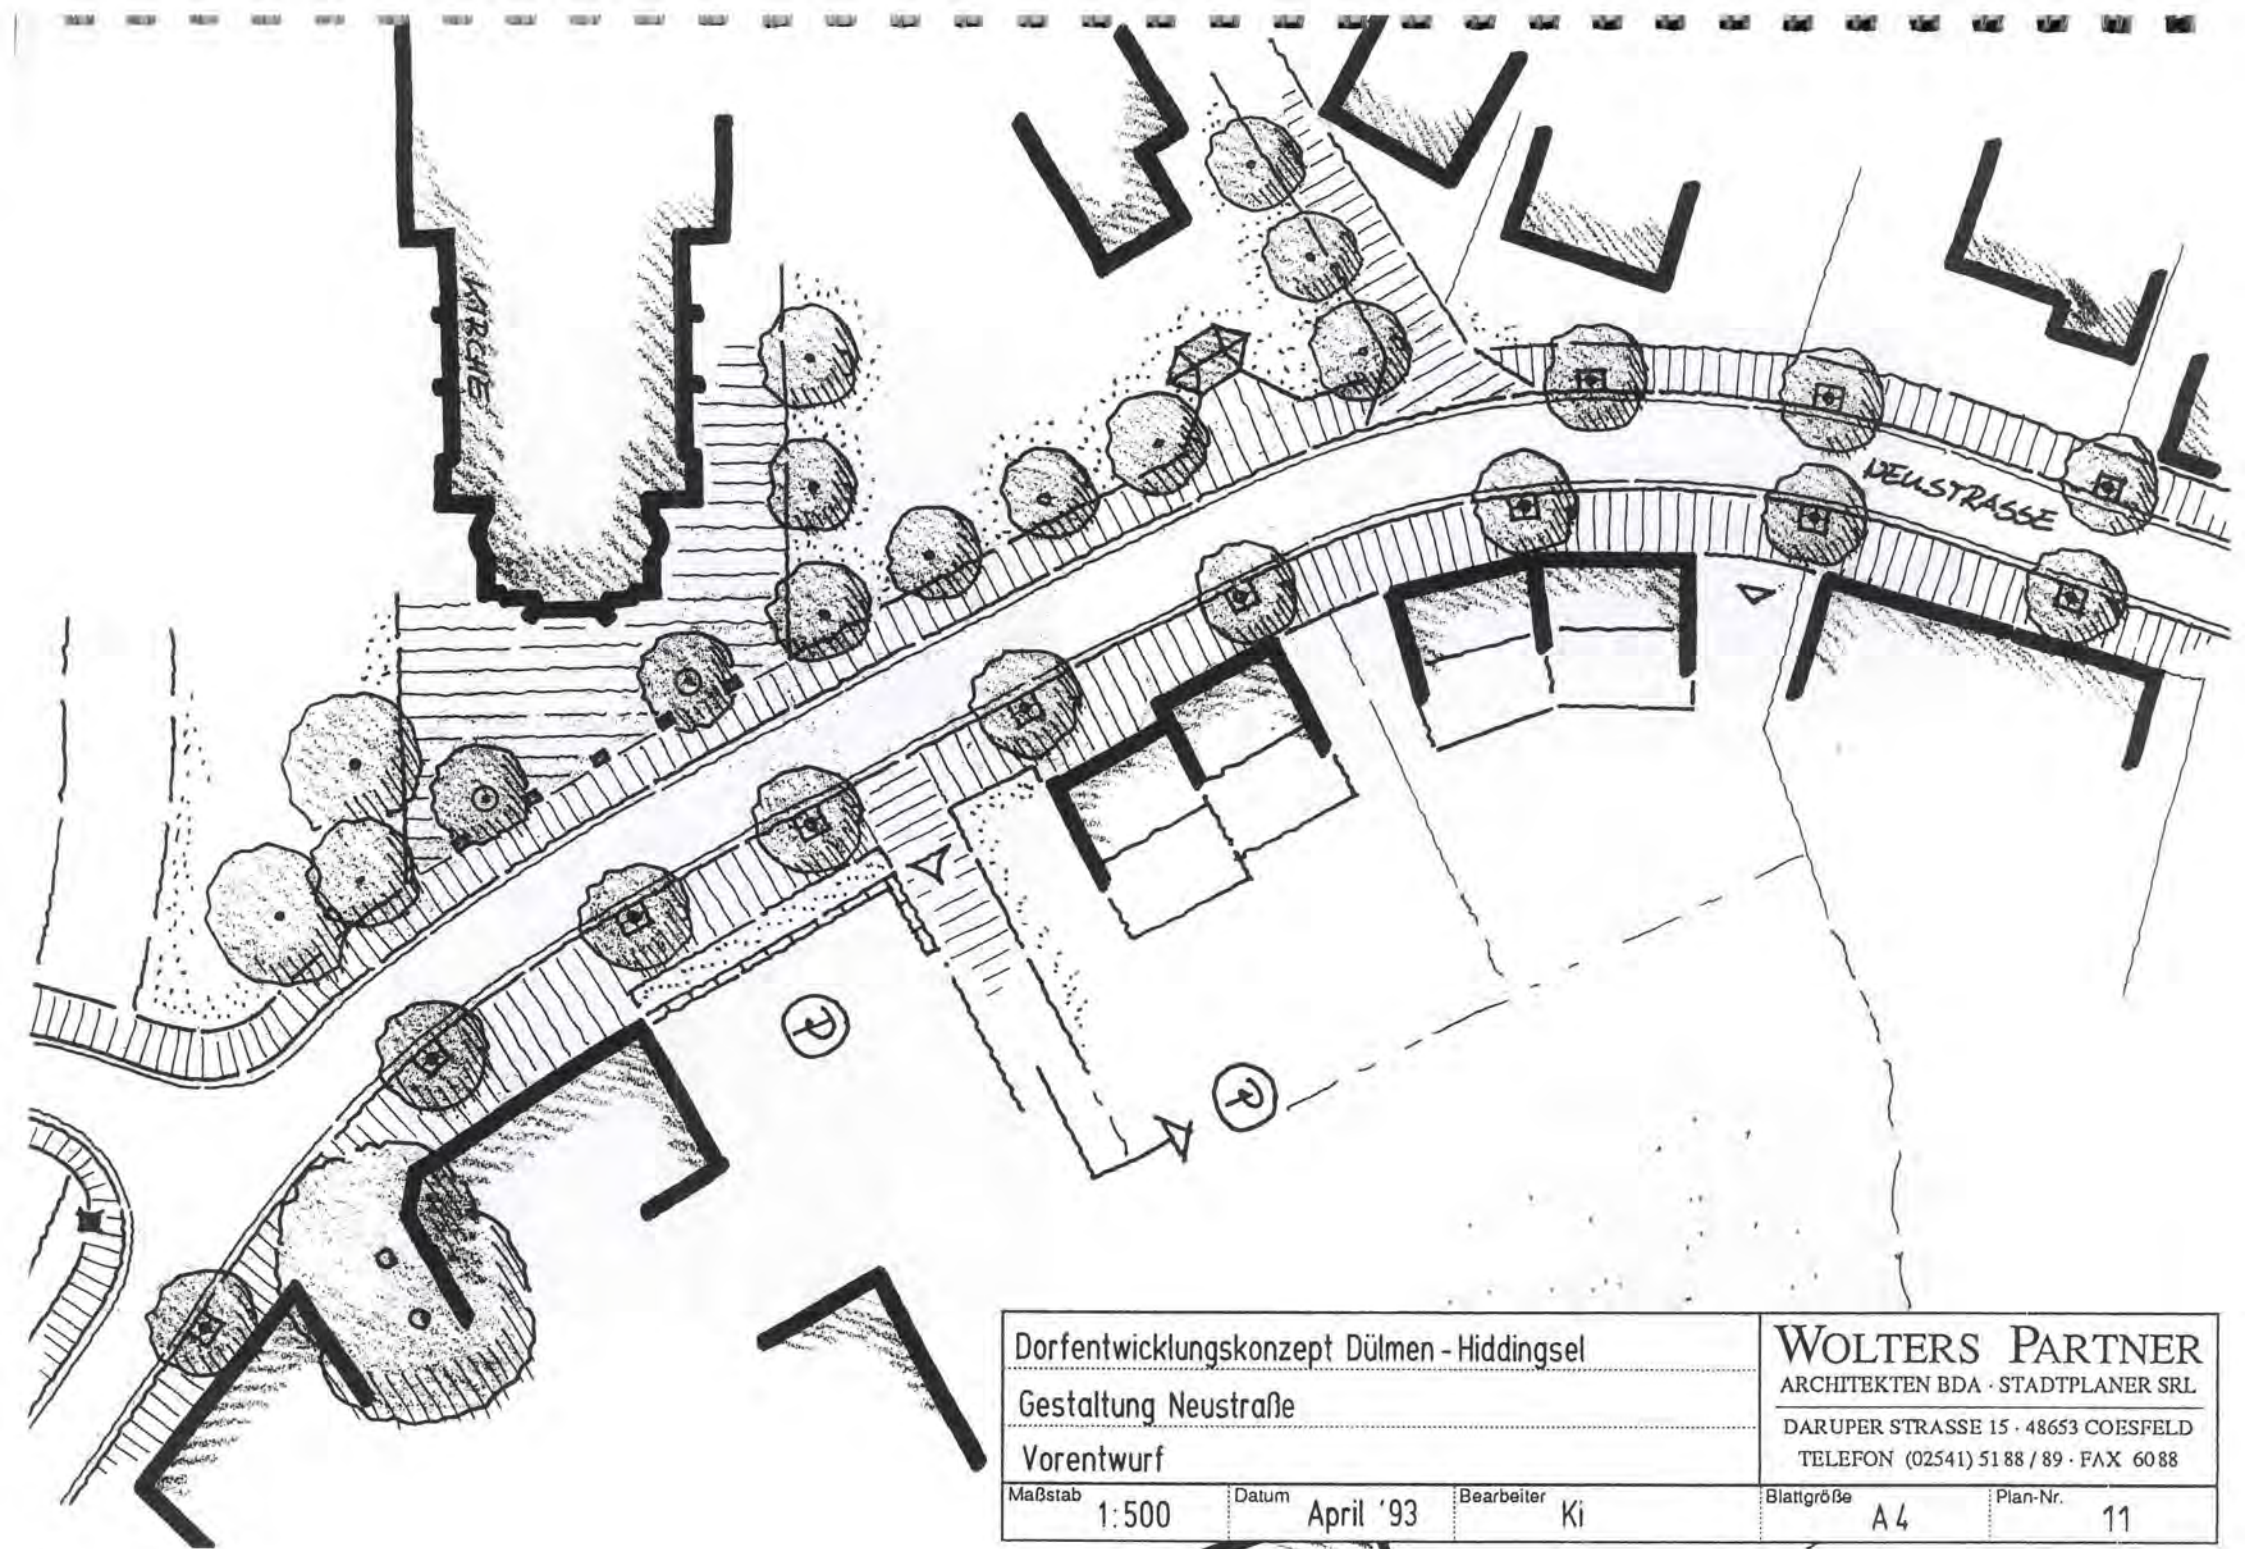 KIRCHE
NEUSTRASSE
P
P
Dorfentwicklungskonzept Dülmen-Hiddingsel
Gestaltung Neustraße
Vorentwurf
WOLTERS PARTNER
ARCHITEKTEN BDA · STADTPLANER SRL
DARUPER STRASSE 15 · 48653 COESFELD
TELEFON (02541) 5188 / 89 · FAX 6088
Maßstab 1:500
Datum April '93
Bearbeiter Ki
Blattgröße A4
Plan-Nr. 11